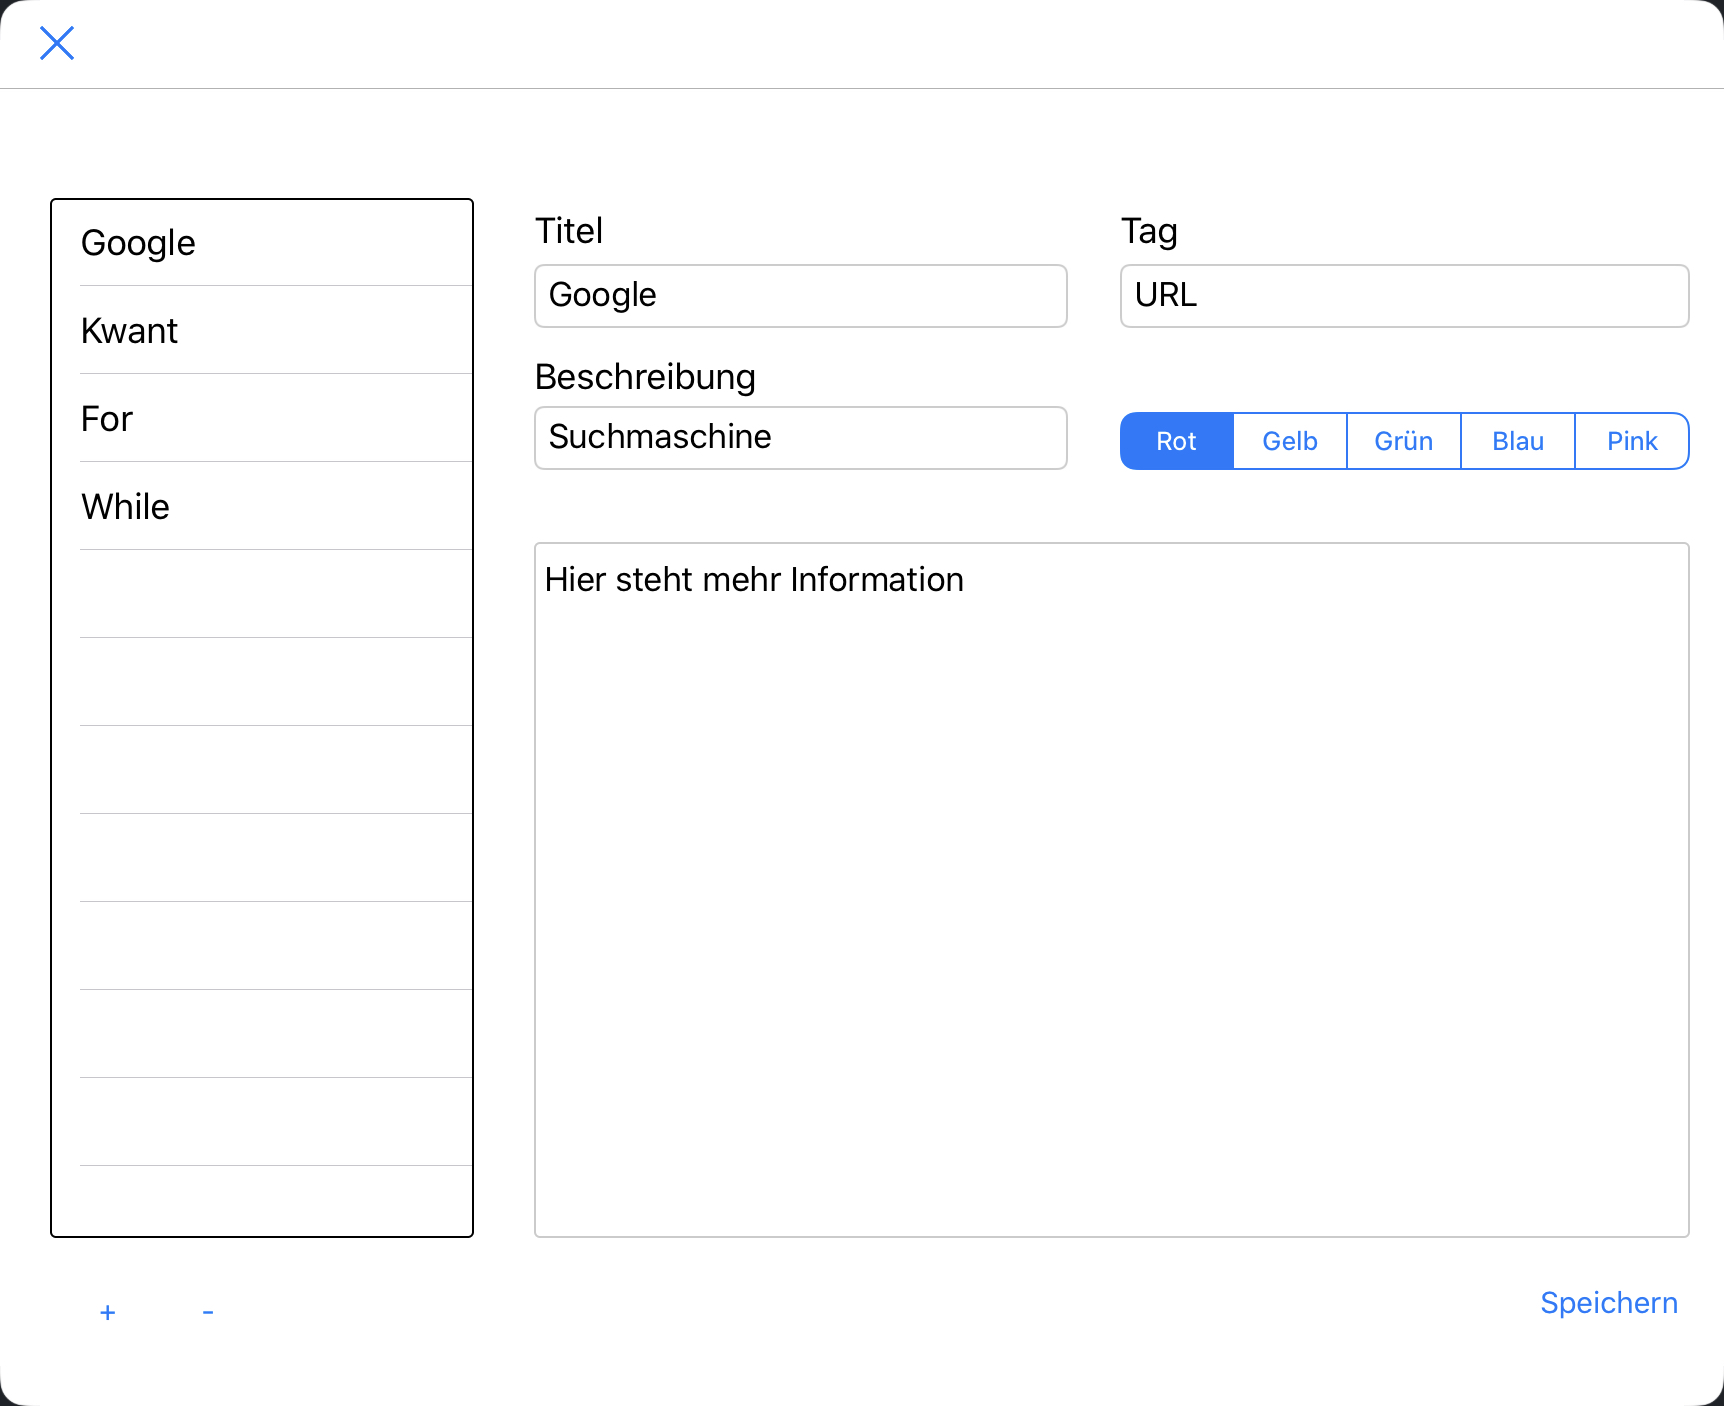 Google
Kwant
For
While
Titel
Google
Tag
URL
Beschreibung
Suchmaschine
Rot Gelb Grün Blau Pink
Hier steht mehr Information
+ -
Speichern